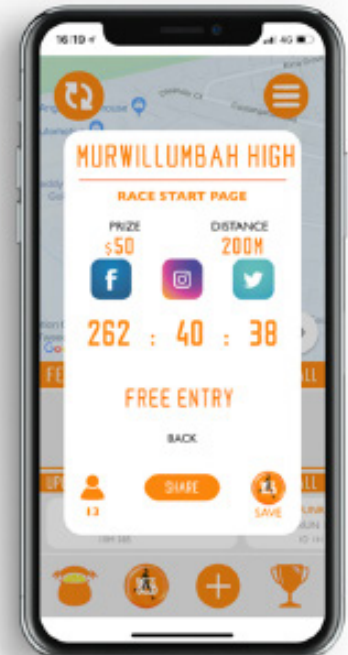 16:19
4G
MURWILLUMBAH HIGH
RACE START PAGE
PRIZE
DISTANCE
$50
200M
262 : 40 : 38
FREE ENTRY
BACK
SHARE
SAVE